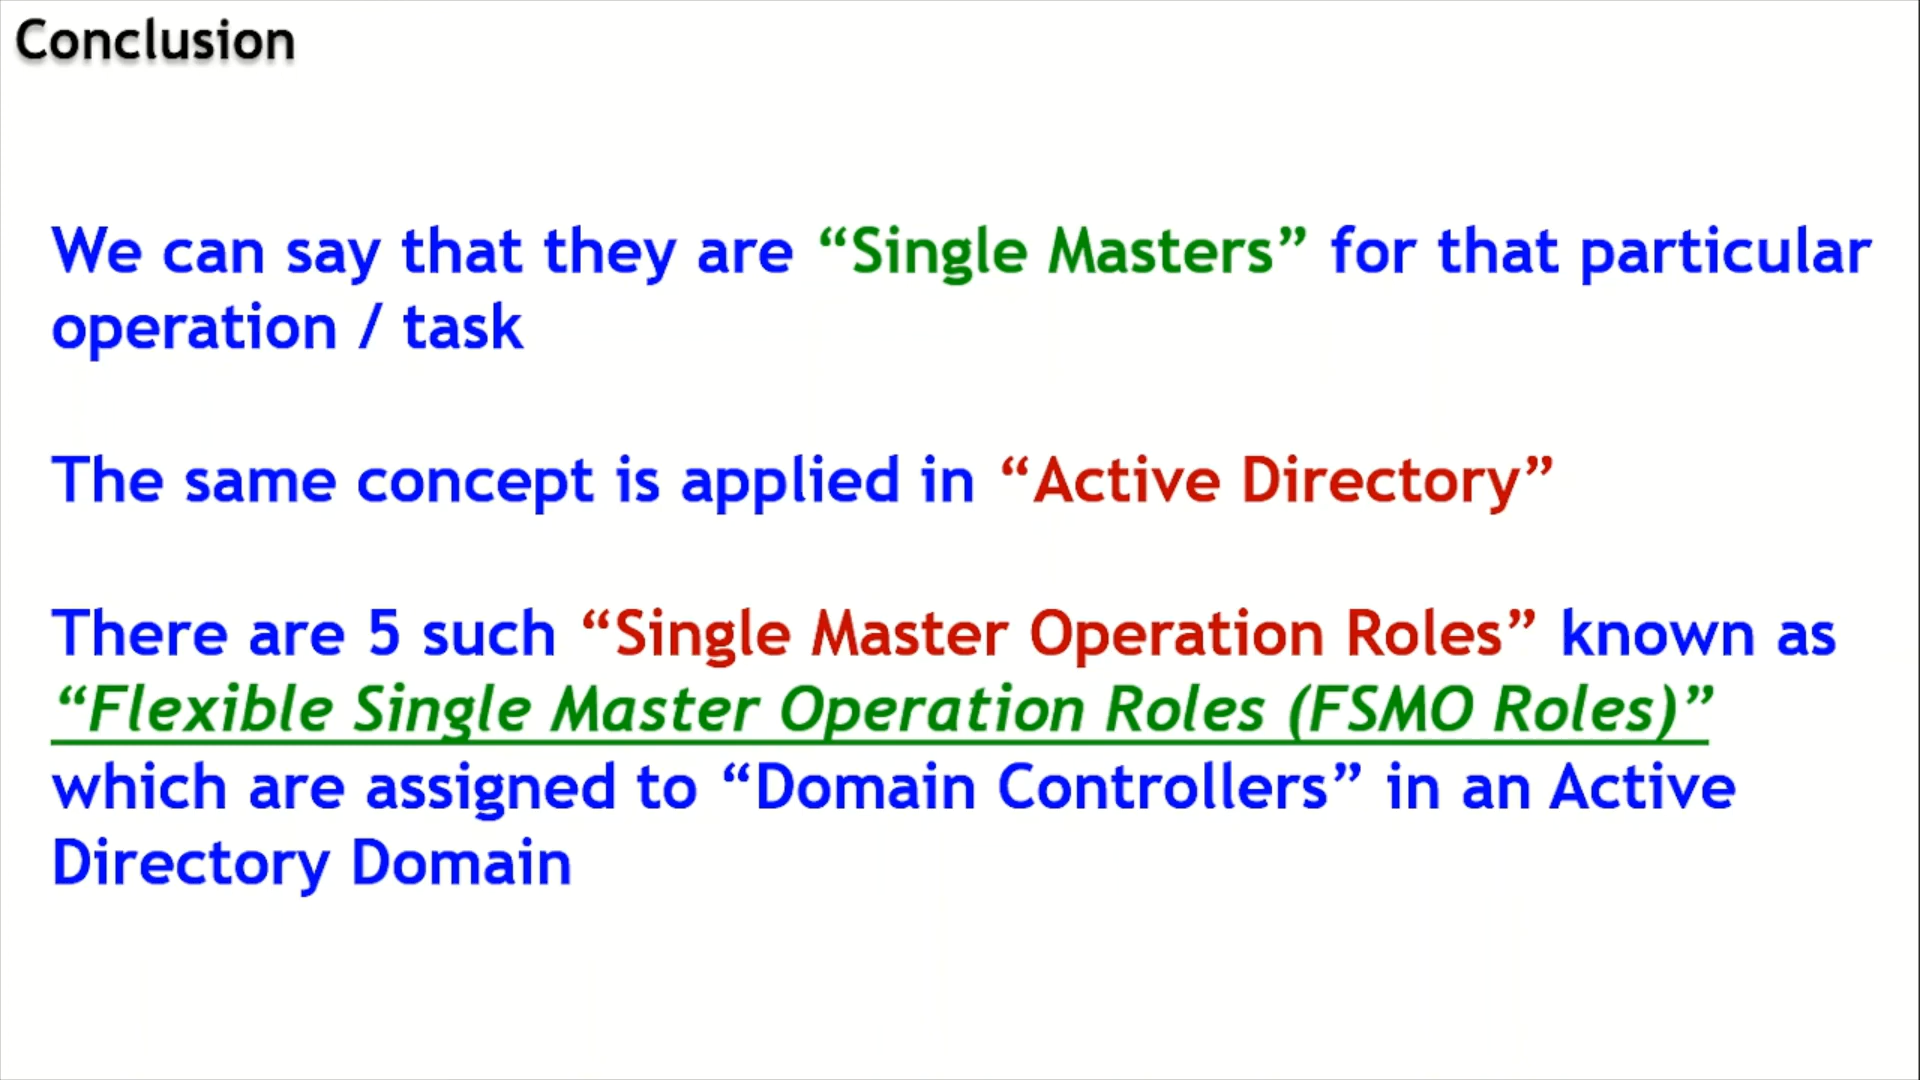 Conclusion
We can say that they are “Single Masters” for that particular
operation / task
The same concept is applied in “Active Directory”
There are 5 such “Single Master Operation Roles” known as
“Flexible Single Master Operation Roles (FSMO Roles)”
which are assigned to “Domain Controllers” in an Active
Directory Domain